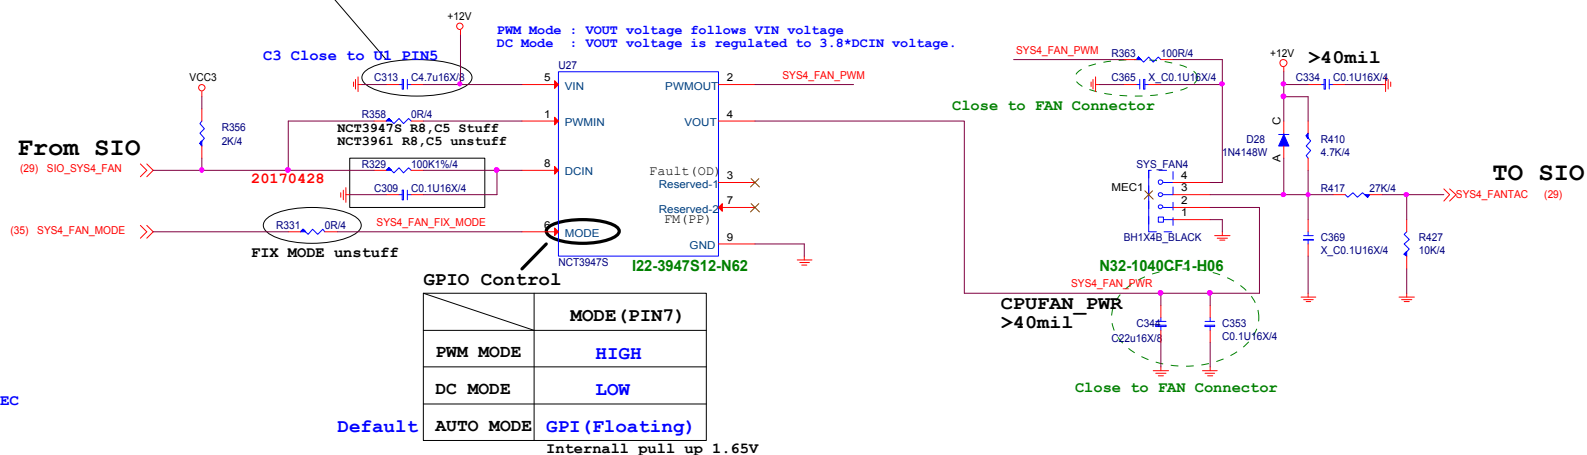 +12V
PWM Mode : VOUT voltage follows VIN voltage
DC Mode : VOUT voltage is regulated to 3.8*DCIN voltage.
C3 Close to U1 PIN5
VCC3
C313 C4.7u16X/8
U27
5 VIN
PWMOUT 2
SYS4_FAN_PWM
R356
2K/4
R358 0R/4
1 PWMIN
VOUT 4
NCT3947S R8,C5 Stuff
NCT3961 R8,C5 unstuff
From SIO
(29) SIO_SYS4_FAN
R329 100K1%/4
8 DCIN
20170428
C309 C0.1U16X/4
Fault(OD)
Reserved-1 3
Reserved-2 7
FM(PP)
(35) SYS4_FAN_MODE
R331 0R/4
SYS4_FAN_FIX_MODE
6 MODE
GND 9
FIX MODE unstuff
NCT3947S
I22-3947S12-N62
GPIO Control
MODE(PIN7)
PWM MODE HIGH
DC MODE LOW
Default AUTO MODE GPI(Floating)
Internall pull up 1.65V
EC
SYS4_FAN_PWM
R363 100R/4
C365 X_C0.1U16X/4
Close to FAN Connector
+12V
>40mil
C334 C0.1U16X/4
D28
1N4148W
C
A
R410
4.7K/4
SYS_FAN4
MEC1
4
3
2
1
BH1X4B_BLACK
N32-1040CF1-H06
R417 27K/4
TO SIO
SYS4_FANTAC (29)
C369
X_C0.1U16X/4
R427
10K/4
SYS4_FAN_PWR
CPUFAN_PWR
>40mil
C344
C22u16X/8
C353
C0.1U16X/4
Close to FAN Connector